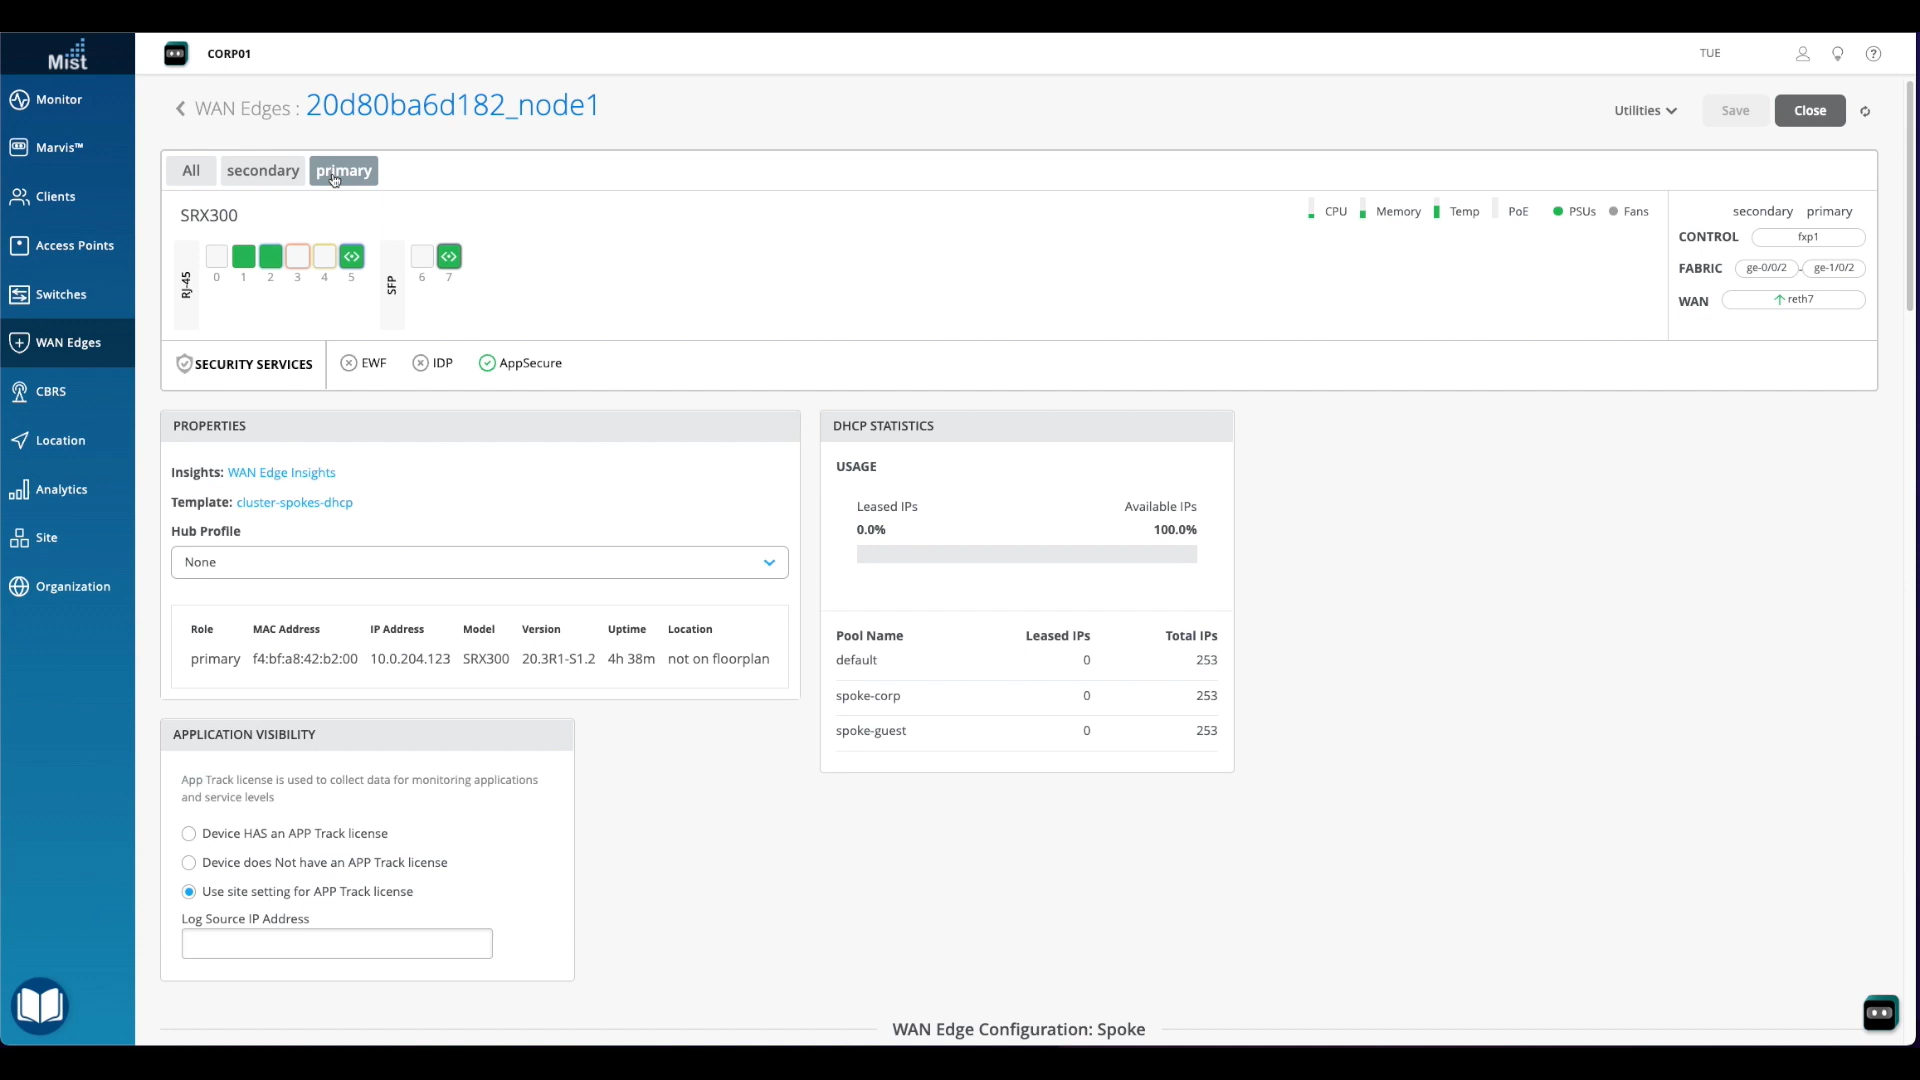 Mist
CORP01
TUE
Monitor
Marvis™
Clients
Access Points
Switches
WAN Edges
CBRS
Location
Analytics
Site
Organization
WAN Edges : 20d80ba6d182_node1
Utilities
Save
Close
All
secondary
primary
SRX300
CPU
Memory
Temp
PoE
PSUs
Fans
RJ-45
0 1 2 3 4 5
SFP
6 7
secondary primary
CONTROL fxp1
FABRIC ge-0/0/2 ge-1/0/2
WAN reth7
SECURITY SERVICES
EWF
IDP
AppSecure
PROPERTIES
Insights: WAN Edge Insights
Template: cluster-spokes-dhcp
Hub Profile
None
Role MAC Address IP Address Model Version Uptime Location
primary f4:bf:a8:42:b2:00 10.0.204.123 SRX300 20.3R1-S1.2 4h 38m not on floorplan
DHCP STATISTICS
USAGE
Leased IPs Available IPs
0.0% 100.0%
Pool Name Leased IPs Total IPs
default 0 253
spoke-corp 0 253
spoke-guest 0 253
APPLICATION VISIBILITY
App Track license is used to collect data for monitoring applications
and service levels
Device HAS an APP Track license
Device does Not have an APP Track license
Use site setting for APP Track license
Log Source IP Address
WAN Edge Configuration: Spoke